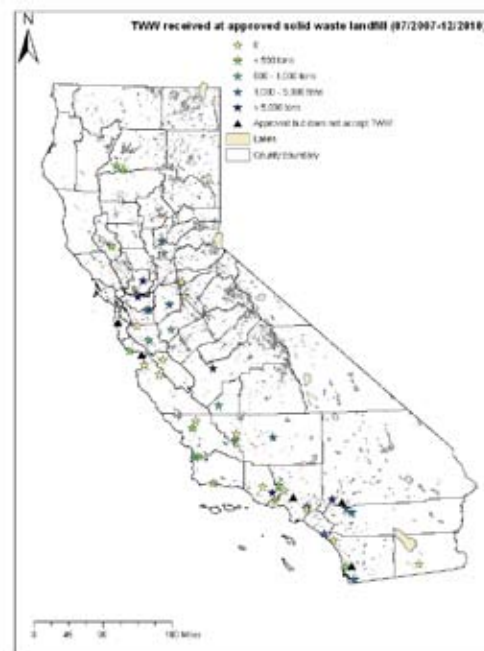 TWW received at approved solid waste landfill (07/2007-12/2010)
N
0
< 500 tons
500 - 1,000 tons
1,000 - 5,000 tons
> 5,000 tons
Approved but does not accept TWW
Lakes
County boundary
0 45 90 180 Miles